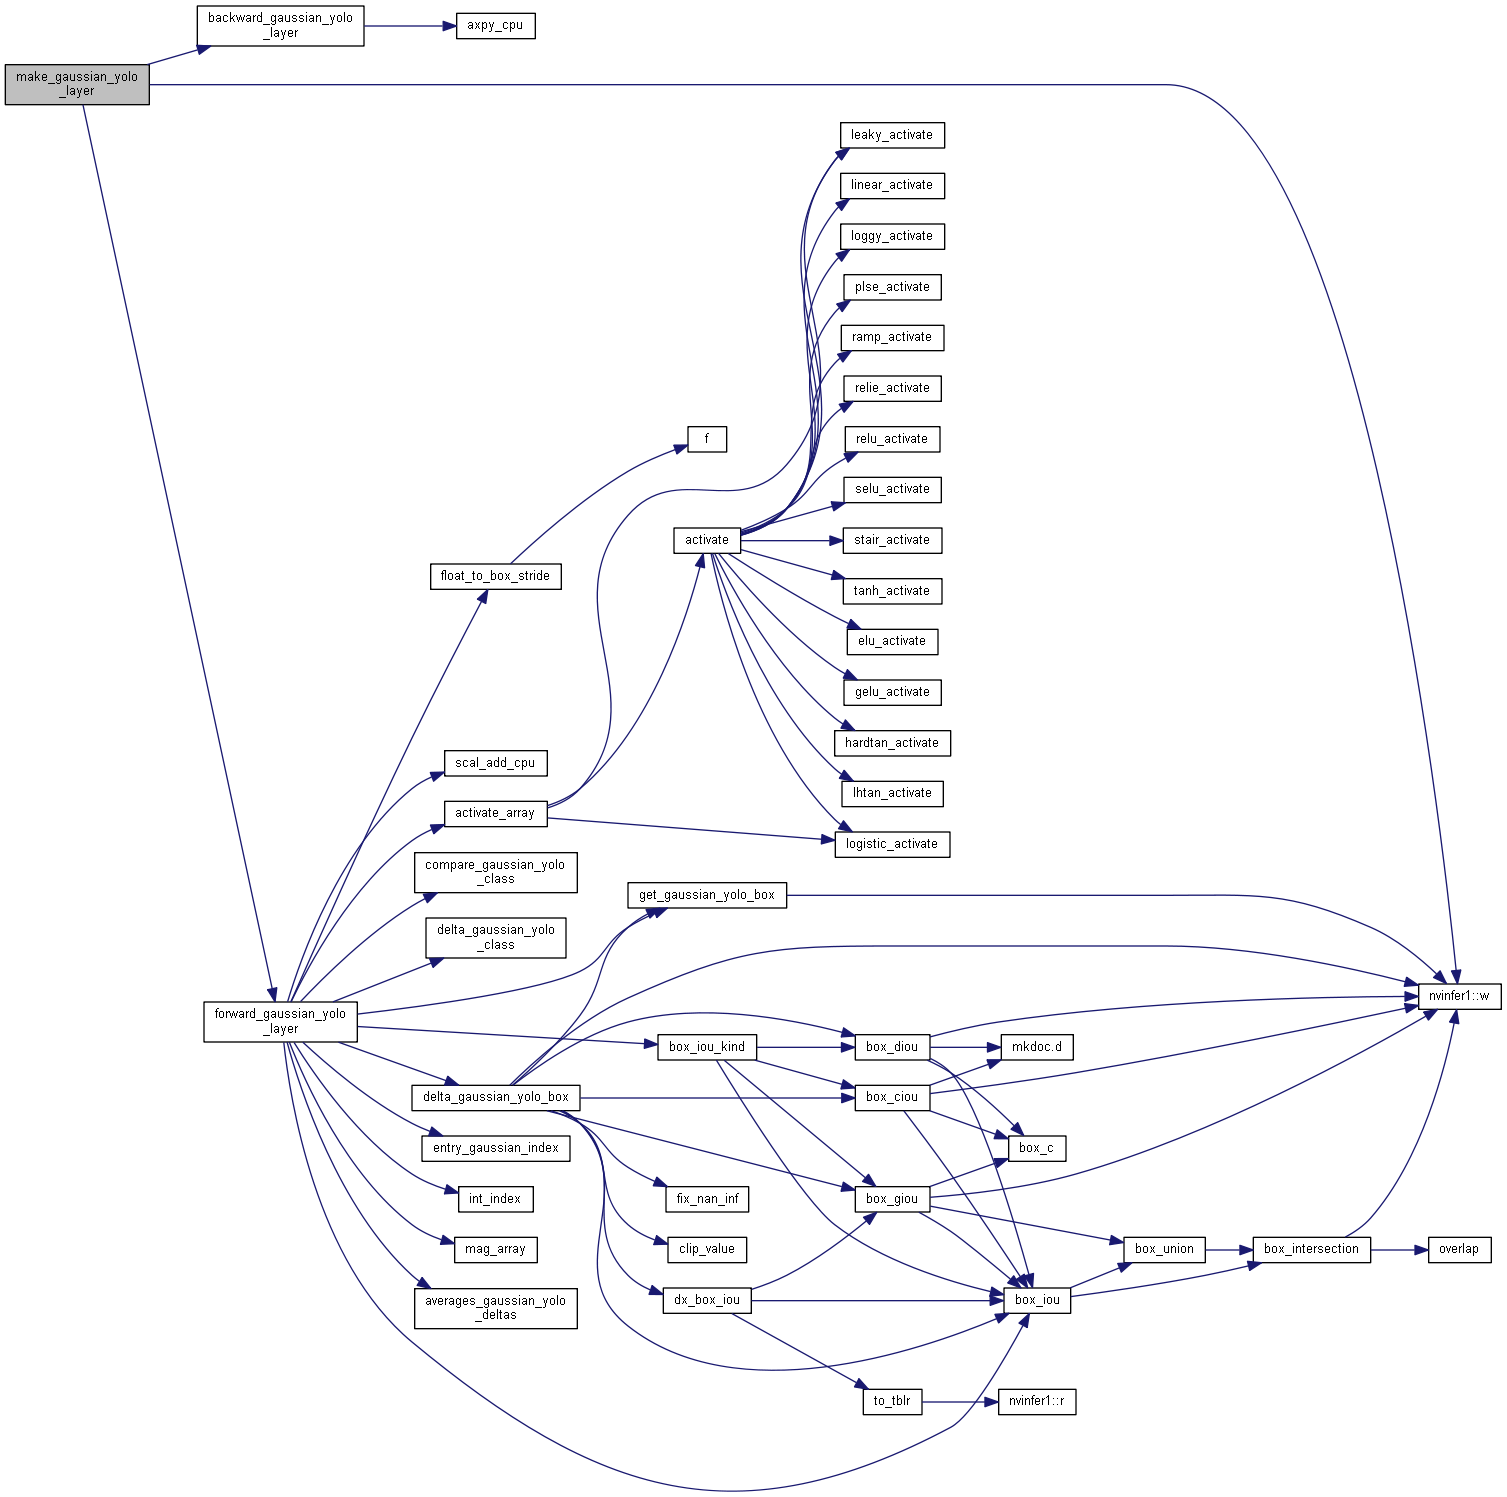 backward_gaussian_yolo
_layer
axpy_cpu
make_gaussian_yolo
_layer
leaky_activate
linear_activate
loggy_activate
plse_activate
ramp_activate
relie_activate
f
relu_activate
selu_activate
activate
stair_activate
float_to_box_stride
tanh_activate
elu_activate
gelu_activate
hardtan_activate
scal_add_cpu
lhtan_activate
activate_array
logistic_activate
compare_gaussian_yolo
_class
get_gaussian_yolo_box
delta_gaussian_yolo
_class
nvinfer1::w
forward_gaussian_yolo
_layer
box_iou_kind
box_diou
mkdoc.d
delta_gaussian_yolo_box
box_ciou
entry_gaussian_index
box_c
int_index
fix_nan_inf
box_giou
mag_array
clip_value
box_union
box_intersection
overlap
averages_gaussian_yolo
_deltas
dx_box_iou
box_iou
to_tblr
nvinfer1::r